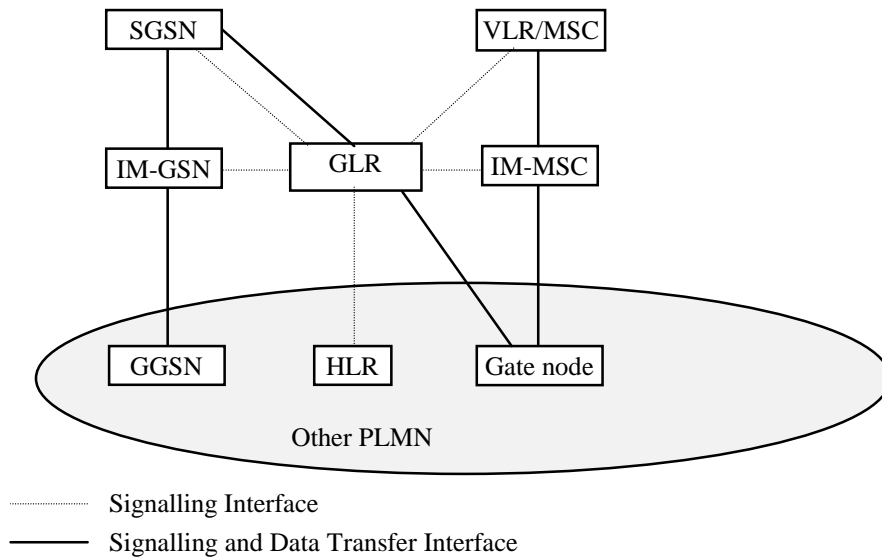 SGSN
VLR/MSC
IM-GSN
GLR
IM-MSC
GGSN
HLR
Gate node
Other PLMN
Signalling Interface
Signalling and Data Transfer Interface